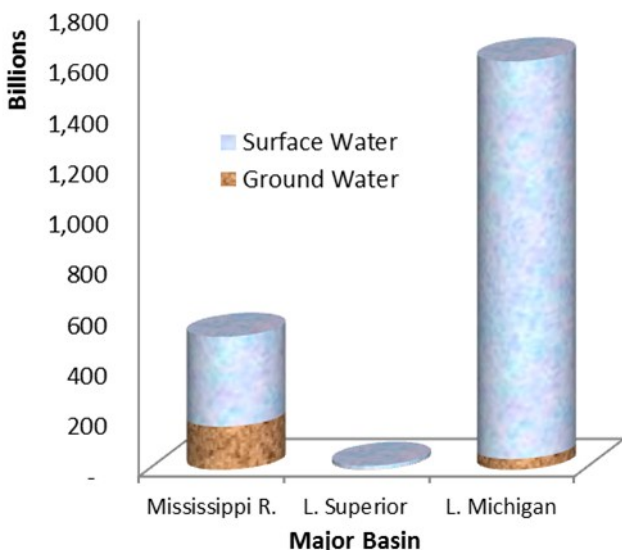 Billions
1,800
1,600
1,400
1,200
1,000
800
600
400
200
-
Surface Water
Ground Water
Mississippi R. L. Superior L. Michigan
Major Basin